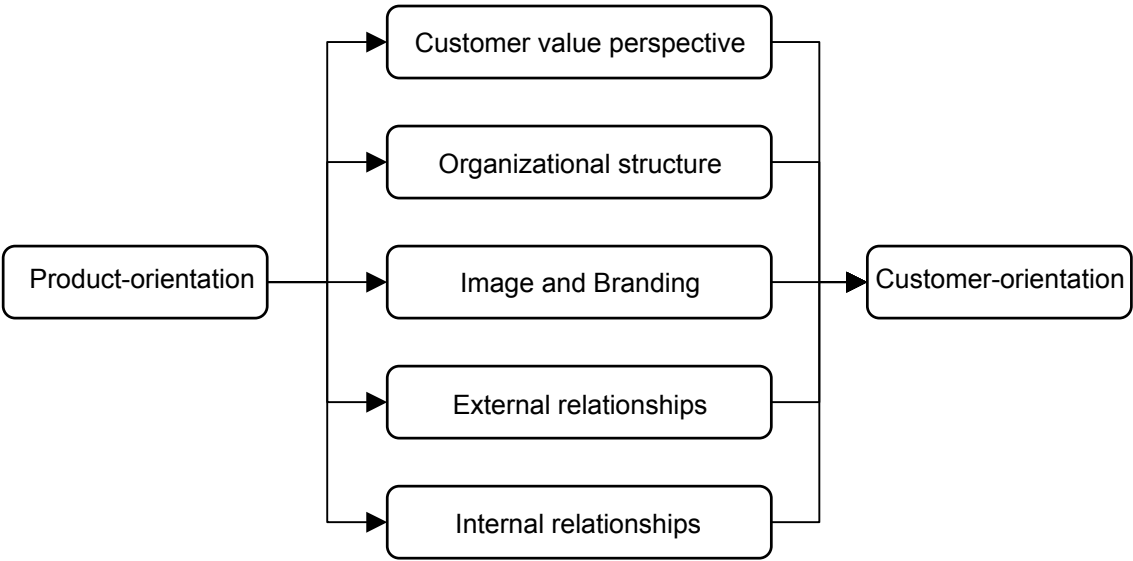 Customer value perspective
Organizational structure
Product-orientation
Image and Branding
Customer-orientation
External relationships
Internal relationships